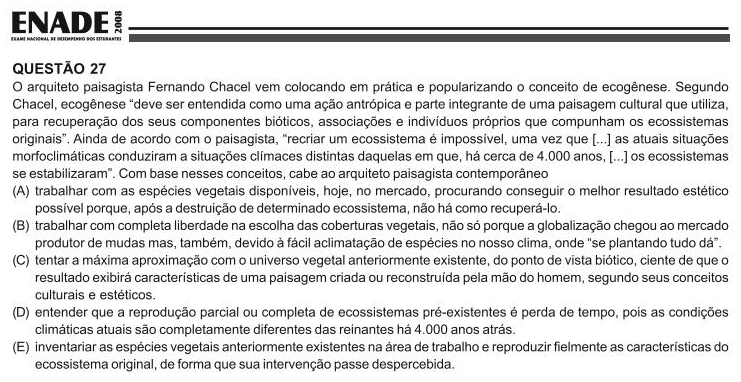 ENADE 2008
EXAME NACIONAL DE DESEMPENHO DOS ESTUDANTES
QUESTÃO 27
O arquiteto paisagista Fernando Chacel vem colocando em prática e popularizando o conceito de ecogênese. Segundo
Chacel, ecogênese “deve ser entendida como uma ação antrópica e parte integrante de uma paisagem cultural que utiliza,
para recuperação dos seus componentes bióticos, associações e indivíduos próprios que compunham os ecossistemas
originais”. Ainda de acordo com o paisagista, “recriar um ecossistema é impossível, uma vez que [...] as atuais situações
morfoclimáticas conduziram a situações clímaces distintas daquelas em que, há cerca de 4.000 anos, [...] os ecossistemas
se estabilizaram”. Com base nesses conceitos, cabe ao arquiteto paisagista contemporâneo
(A) trabalhar com as espécies vegetais disponíveis, hoje, no mercado, procurando conseguir o melhor resultado estético
possível porque, após a destruição de determinado ecossistema, não há como recuperá-lo.
(B) trabalhar com completa liberdade na escolha das coberturas vegetais, não só porque a globalização chegou ao mercado
produtor de mudas mas, também, devido à fácil aclimatação de espécies no nosso clima, onde “se plantando tudo dá”.
(C) tentar a máxima aproximação com o universo vegetal anteriormente existente, do ponto de vista biótico, ciente de que o
resultado exibirá características de uma paisagem criada ou reconstruída pela mão do homem, segundo seus conceitos
culturais e estéticos.
(D) entender que a reprodução parcial ou completa de ecossistemas pré-existentes é perda de tempo, pois as condições
climáticas atuais são completamente diferentes das reinantes há 4.000 anos atrás.
(E) inventariar as espécies vegetais anteriormente existentes na área de trabalho e reproduzir fielmente as características do
ecossistema original, de forma que sua intervenção passe despercebida.